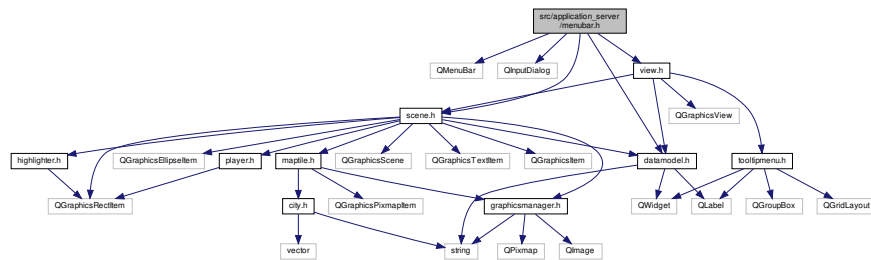 src/application_server
/menubar.h
QMenuBar
QInputDialog
view.h
scene.h
QGraphicsView
highlighter.h
QGraphicsEllipseItem
player.h
maptile.h
QGraphicsScene
QGraphicsTextItem
QGraphicsItem
datamodel.h
tooltipmenu.h
QGraphicsRectItem
city.h
QGraphicsPixmapItem
graphicsmanager.h
QWidget
QLabel
QGroupBox
QGridLayout
vector
string
QPixmap
QImage